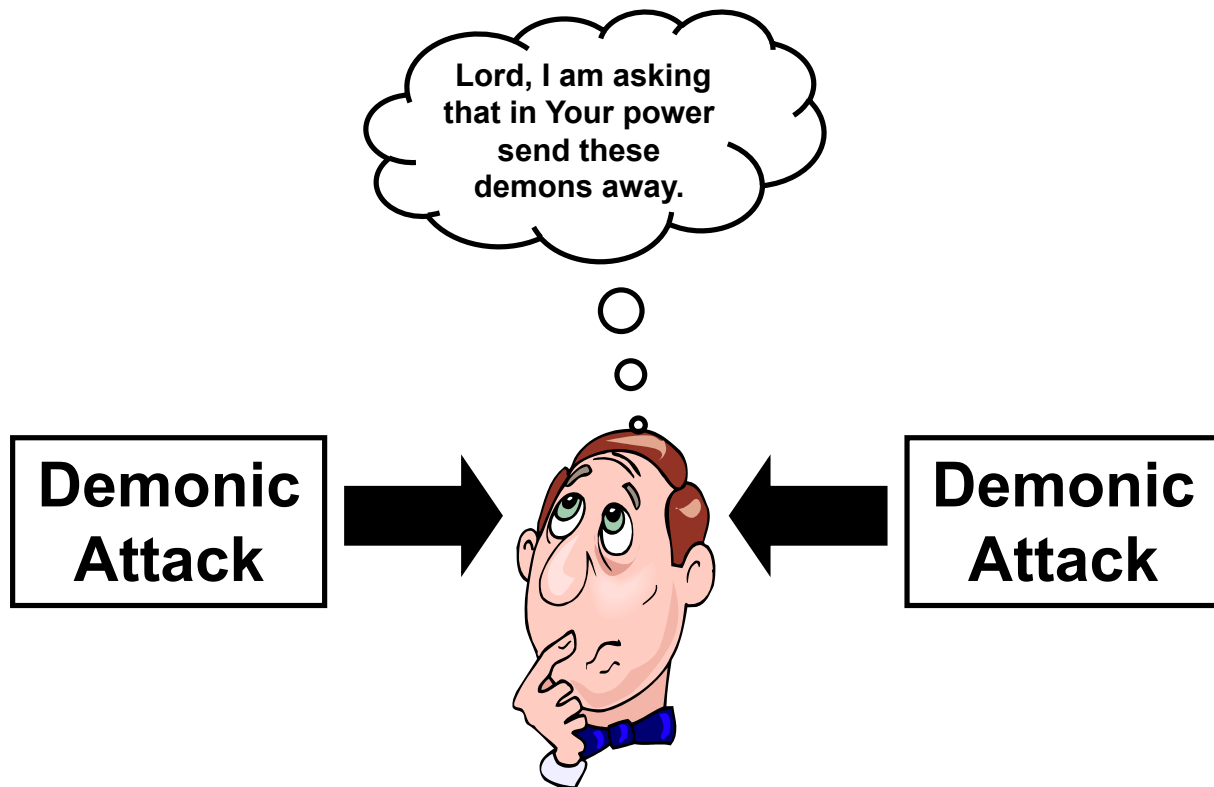 Lord, I am asking
that in Your power
send these
demons away.
Demonic
Attack
Demonic
Attack